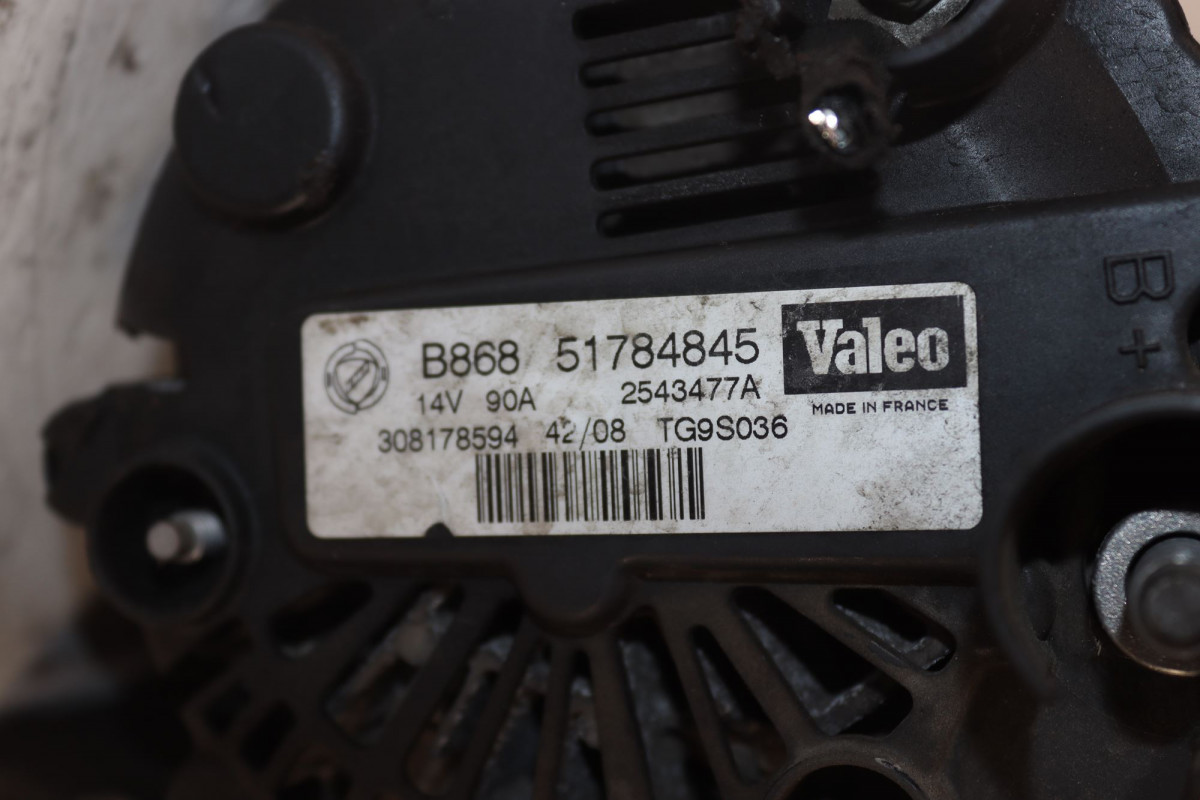 B868 51784845
Valeo
14V 90A 2543477A
MADE IN FRANCE
308178594 42/08 TG9S036
B
+